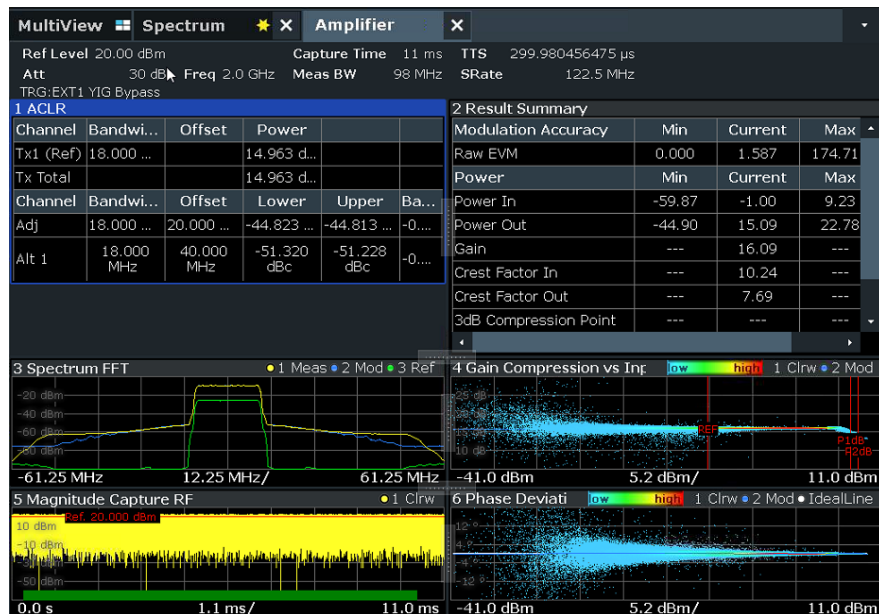 MultiView Spectrum Amplifier
Ref Level 20.00 dBm Capture Time 11 ms TTS 299.980456475 µs
Att 30 dB Freq 2.0 GHz Meas BW 98 MHz SRate 122.5 MHz
TRG:EXT1 YIG Bypass
1 ACLR
Channel Bandwi... Offset Power
Tx1 (Ref) 18.000 ... 14.963 d...
Tx Total 14.963 d...
Channel Bandwi... Offset Lower Upper Ba...
Adj 18.000 ... 20.000 ... -44.823 ... -44.813 ... -0....
Alt 1 18.000 MHz 40.000 MHz -51.320 dBc -51.228 dBc -0....
2 Result Summary
Modulation Accuracy Min Current Max
Raw EVM 0.000 1.587 174.71
Power Min Current Max
Power In -59.87 -1.00 9.23
Power Out -44.90 15.09 22.78
Gain --- 16.09 ---
Crest Factor In --- 10.24 ---
Crest Factor Out --- 7.69 ---
3dB Compression Point --- --- ---
3 Spectrum FFT 1 Meas 2 Mod 3 Ref
-20 dBm
-40 dBm
-60 dBm
-80 dBm
-61.25 MHz 12.25 MHz/ 61.25 MHz
4 Gain Compression vs Inp low high 1 Clrw 2 Mod
25 dB
REF
P1dB
P2dB
10 dB
-41.0 dBm 5.2 dBm/ 11.0 dBm
5 Magnitude Capture RF 1 Clrw
Ref. 20.000 dBm
10 dBm
-10 dBm
-50 dBm
0.0 s 1.1 ms/ 11.0 ms
6 Phase Deviati low high 1 Clrw 2 Mod IdealLine
12 °
4 °
-12 °
-41.0 dBm 5.2 dBm/ 11.0 dBm